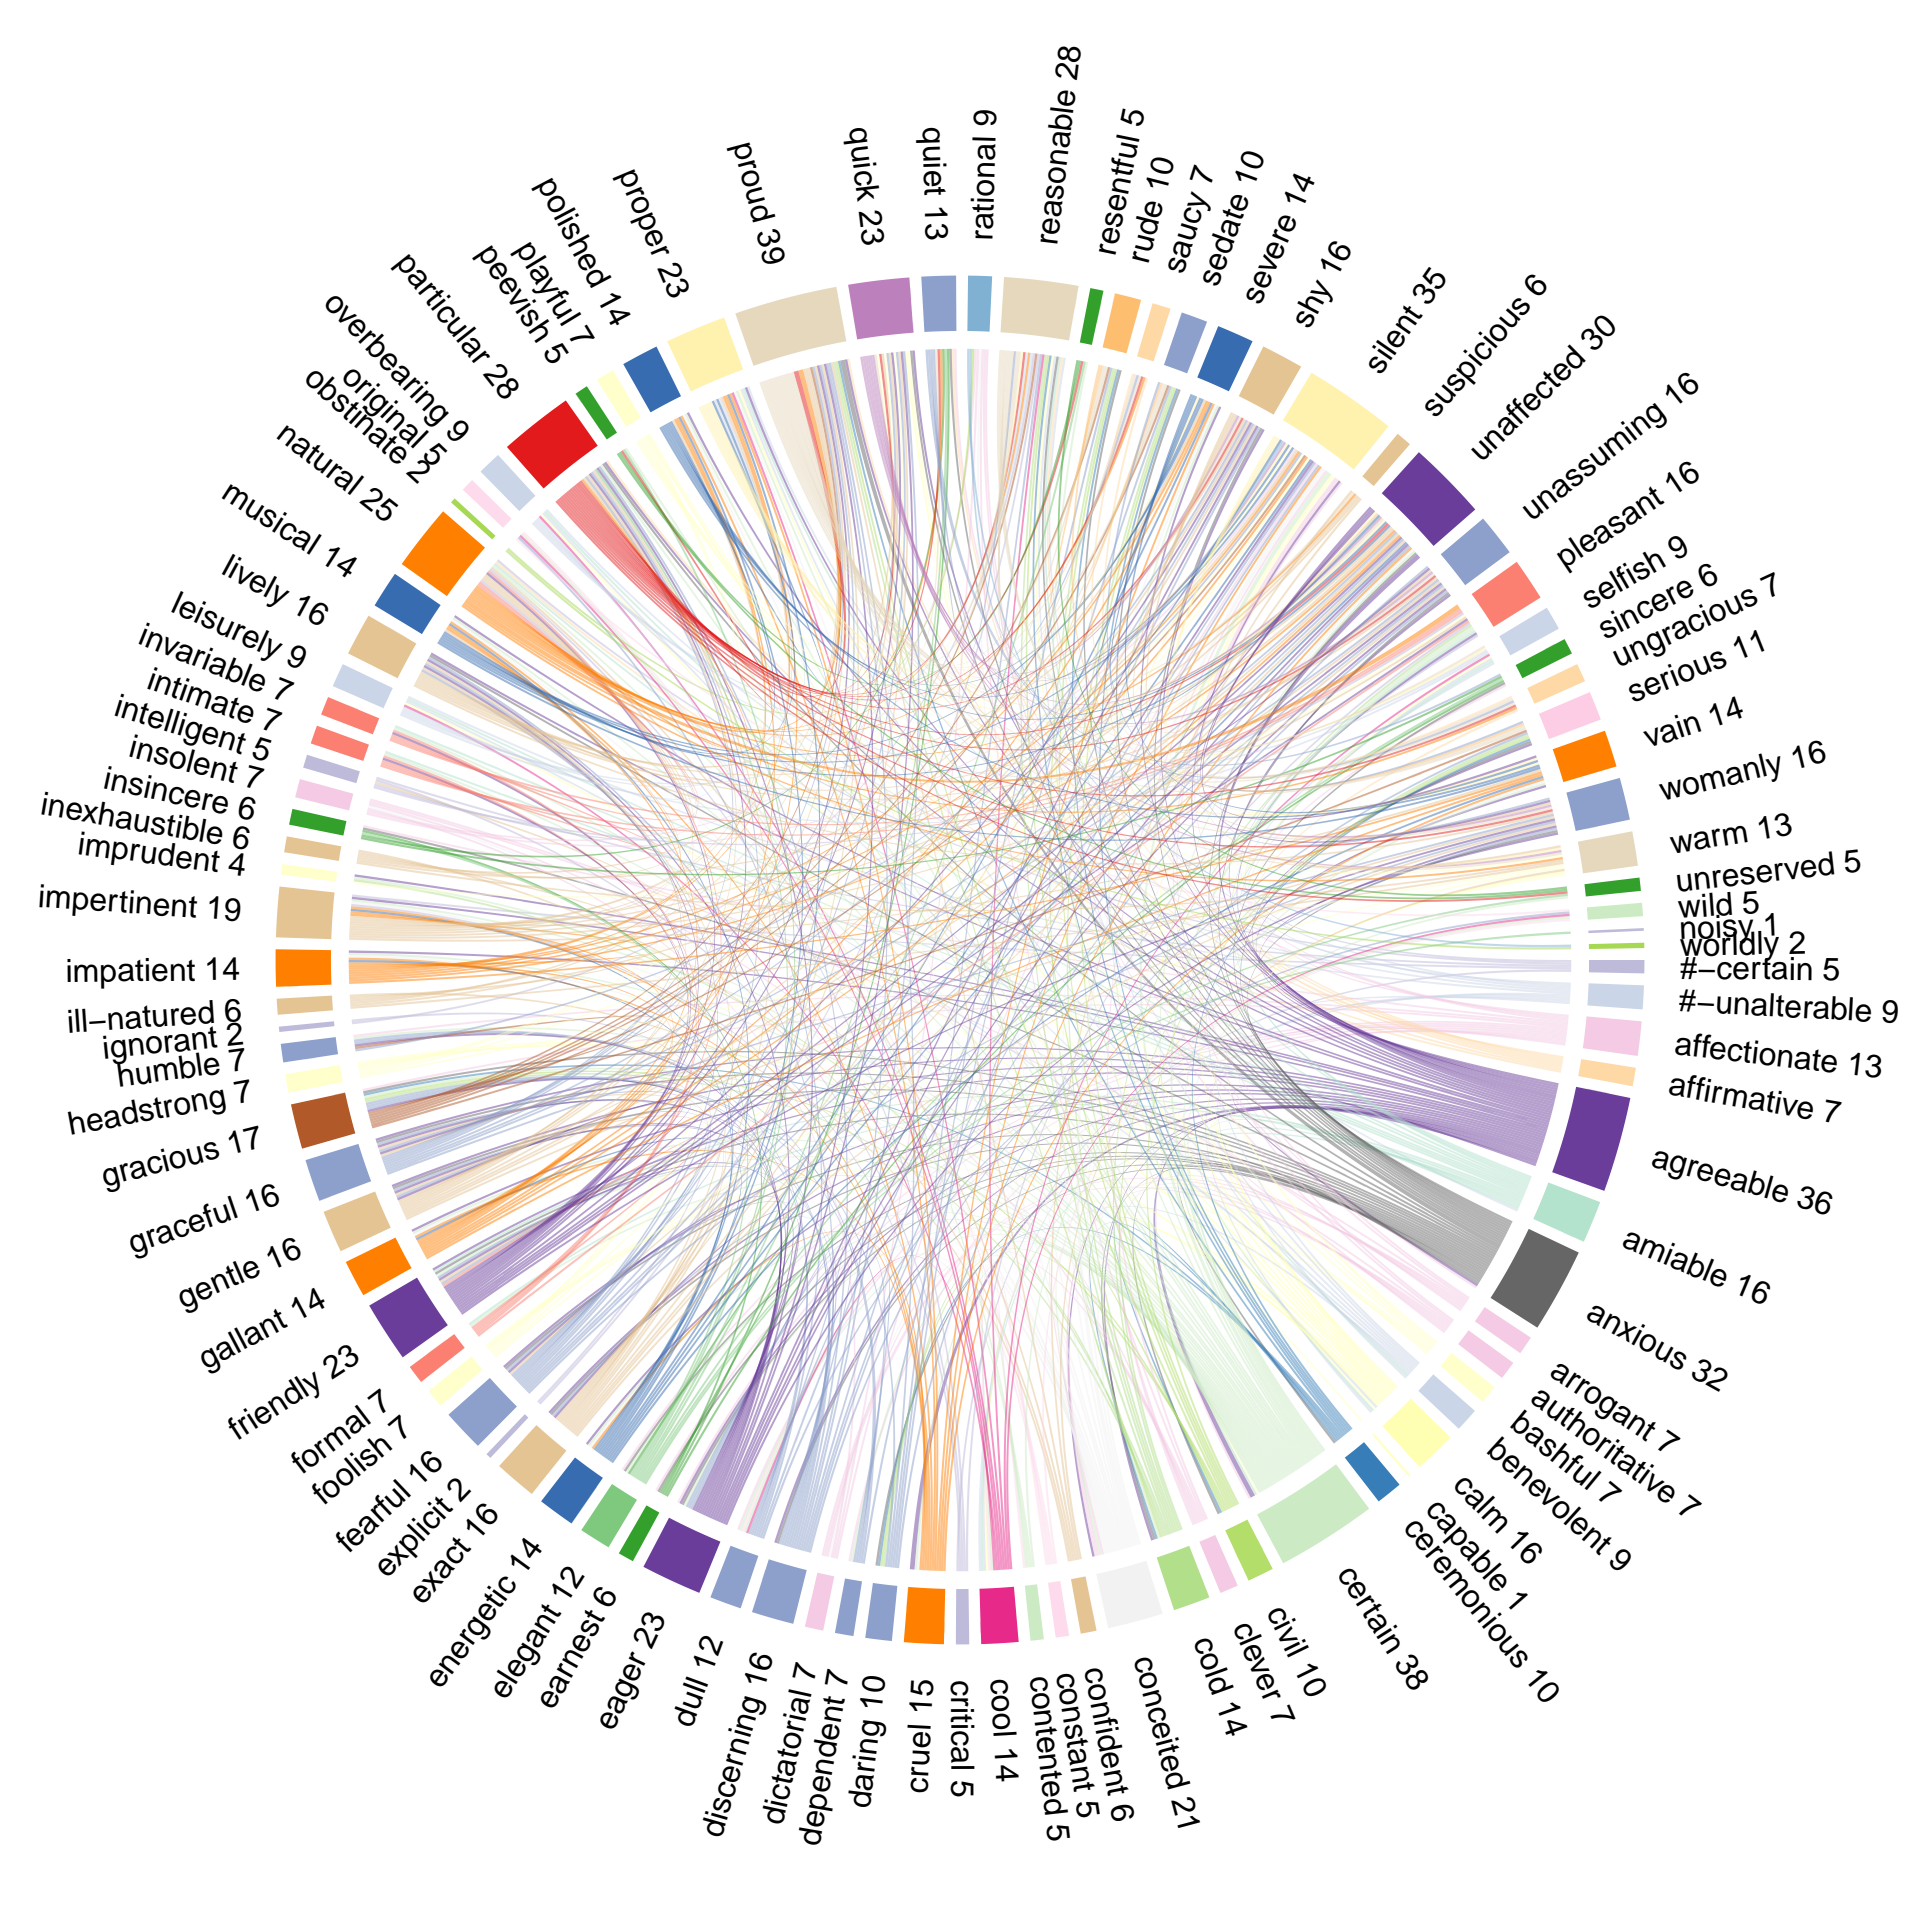 rational 9
reasonable 28
resentful 5
rude 10
saucy 7
sedate 10
severe 14
shy 16
silent 35
suspicious 6
unaffected 30
unassuming 16
pleasant 16
selfish 9
sincere 6
ungracious 7
serious 11
vain 14
womanly 16
warm 13
unreserved 5
wild 5
noisy 1
worldly 2
#−certain 5
#−unalterable 9
affectionate 13
affirmative 7
agreeable 36
amiable 16
anxious 32
arrogant 7
authoritative 7
bashful 7
benevolent 9
calm 16
capable 1
ceremonious 10
certain 38
civil 10
clever 7
cold 14
conceited 21
confident 6
constant 5
contented 5
cool 14
critical 5
cruel 15
daring 10
dependent 7
dictatorial 7
discerning 16
dull 12
eager 23
earnest 6
elegant 12
energetic 14
exact 16
explicit 2
fearful 16
foolish 7
formal 7
friendly 23
gallant 14
gentle 16
graceful 16
gracious 17
headstrong 7
humble 7
ignorant 2
ill−natured 6
impatient 14
impertinent 19
imprudent 4
inexhaustible 6
insincere 6
insolent 7
intelligent 5
intimate 7
invariable 7
leisurely 9
lively 16
musical 14
natural 25
obstinate 2
original 5
overbearing 9
particular 28
peevish 5
playful 7
polished 14
proper 23
proud 39
quick 23
quiet 13